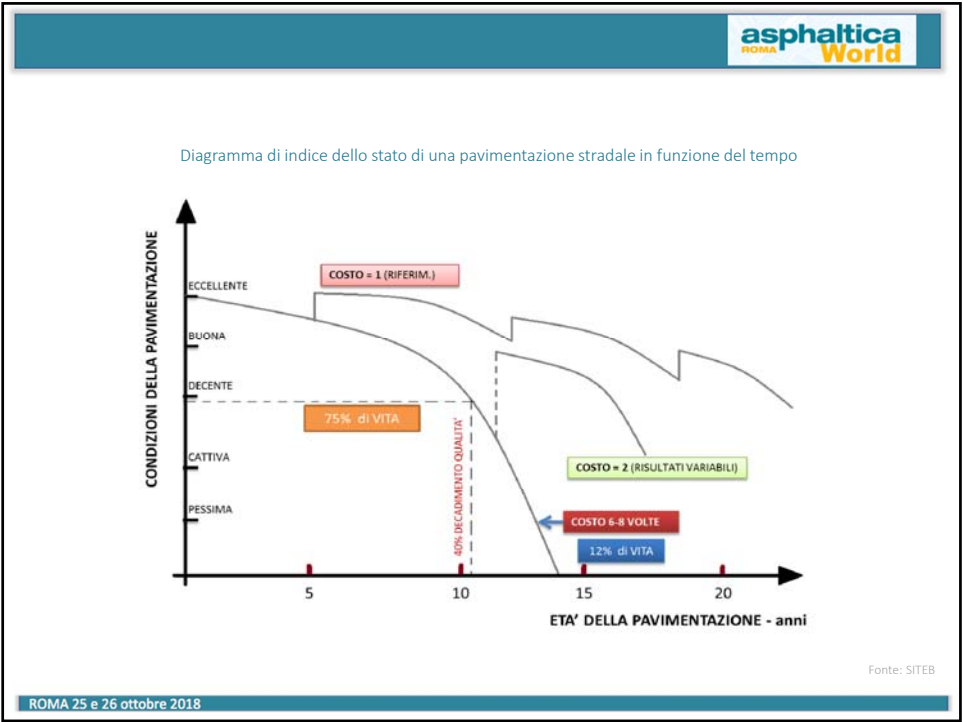 asphaltica
ROMA World
Diagramma di indice dello stato di una pavimentazione stradale in funzione del tempo
CONDIZIONI DELLA PAVIMENTAZIONE
ECCELLENTE
BUONA
DECENTE
CATTIVA
PESSIMA
COSTO = 1 (RIFERIM.)
75% di VITA
40% DECADIMENTO QUALITA'
COSTO = 2 (RISULTATI VARIABILI)
COSTO 6-8 VOLTE
12% di VITA
5
10
15
20
ETA' DELLA PAVIMENTAZIONE - anni
Fonte: SITEB
ROMA 25 e 26 ottobre 2018